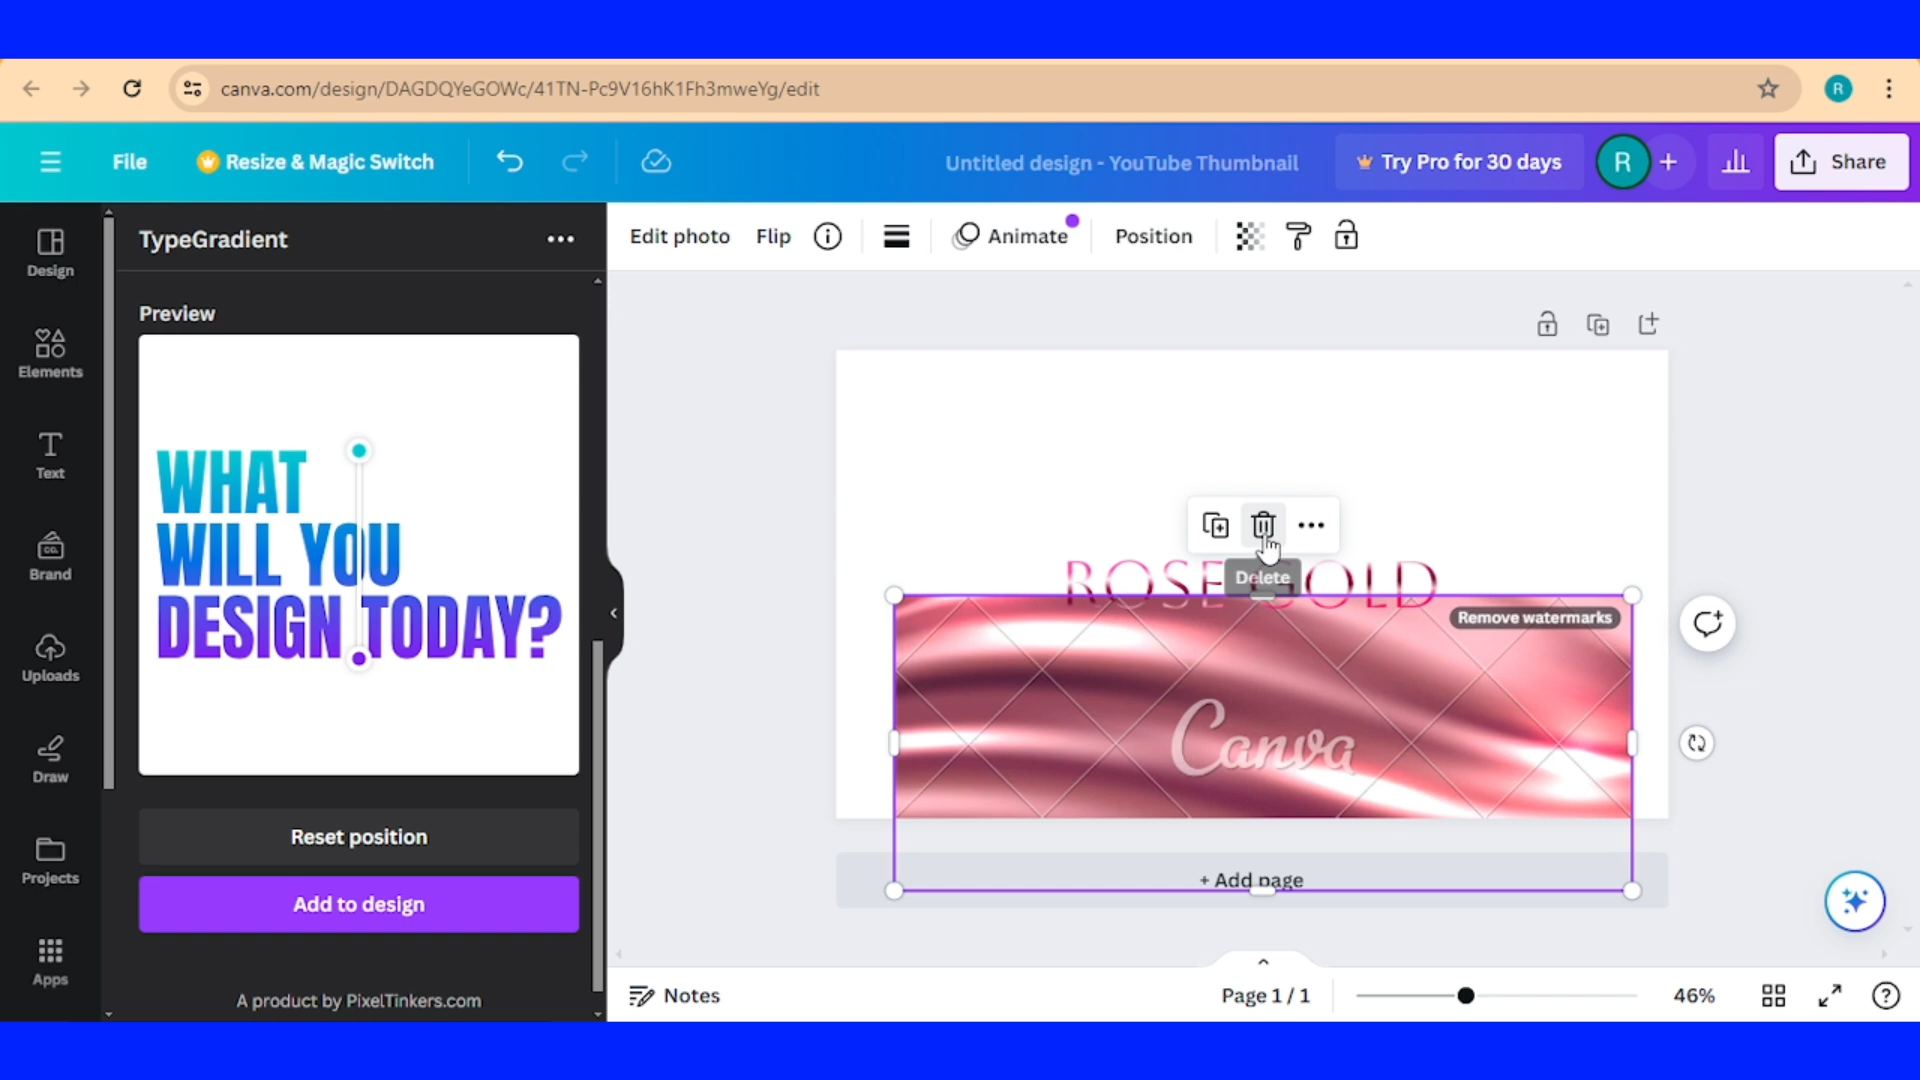 canva.com/design/DAGDQYeGOWc/41TN-Pc9V16hK1Fh3mweYg/edit
R
File
Resize & Magic Switch
Untitled design - YouTube Thumbnail
Try Pro for 30 days
R
Share
Design
Elements
Text
CO.
Brand
Uploads
Draw
Projects
Apps
TypeGradient
Preview
WHAT
WILL YOU
DESIGN TODAY?
Reset position
Add to design
A product by PixelTinkers.com
Edit photo
Flip
Animate
Position
ROSE GOLD
Delete
Remove watermarks
Canva
+ Add page
Notes
Page 1 / 1
46%